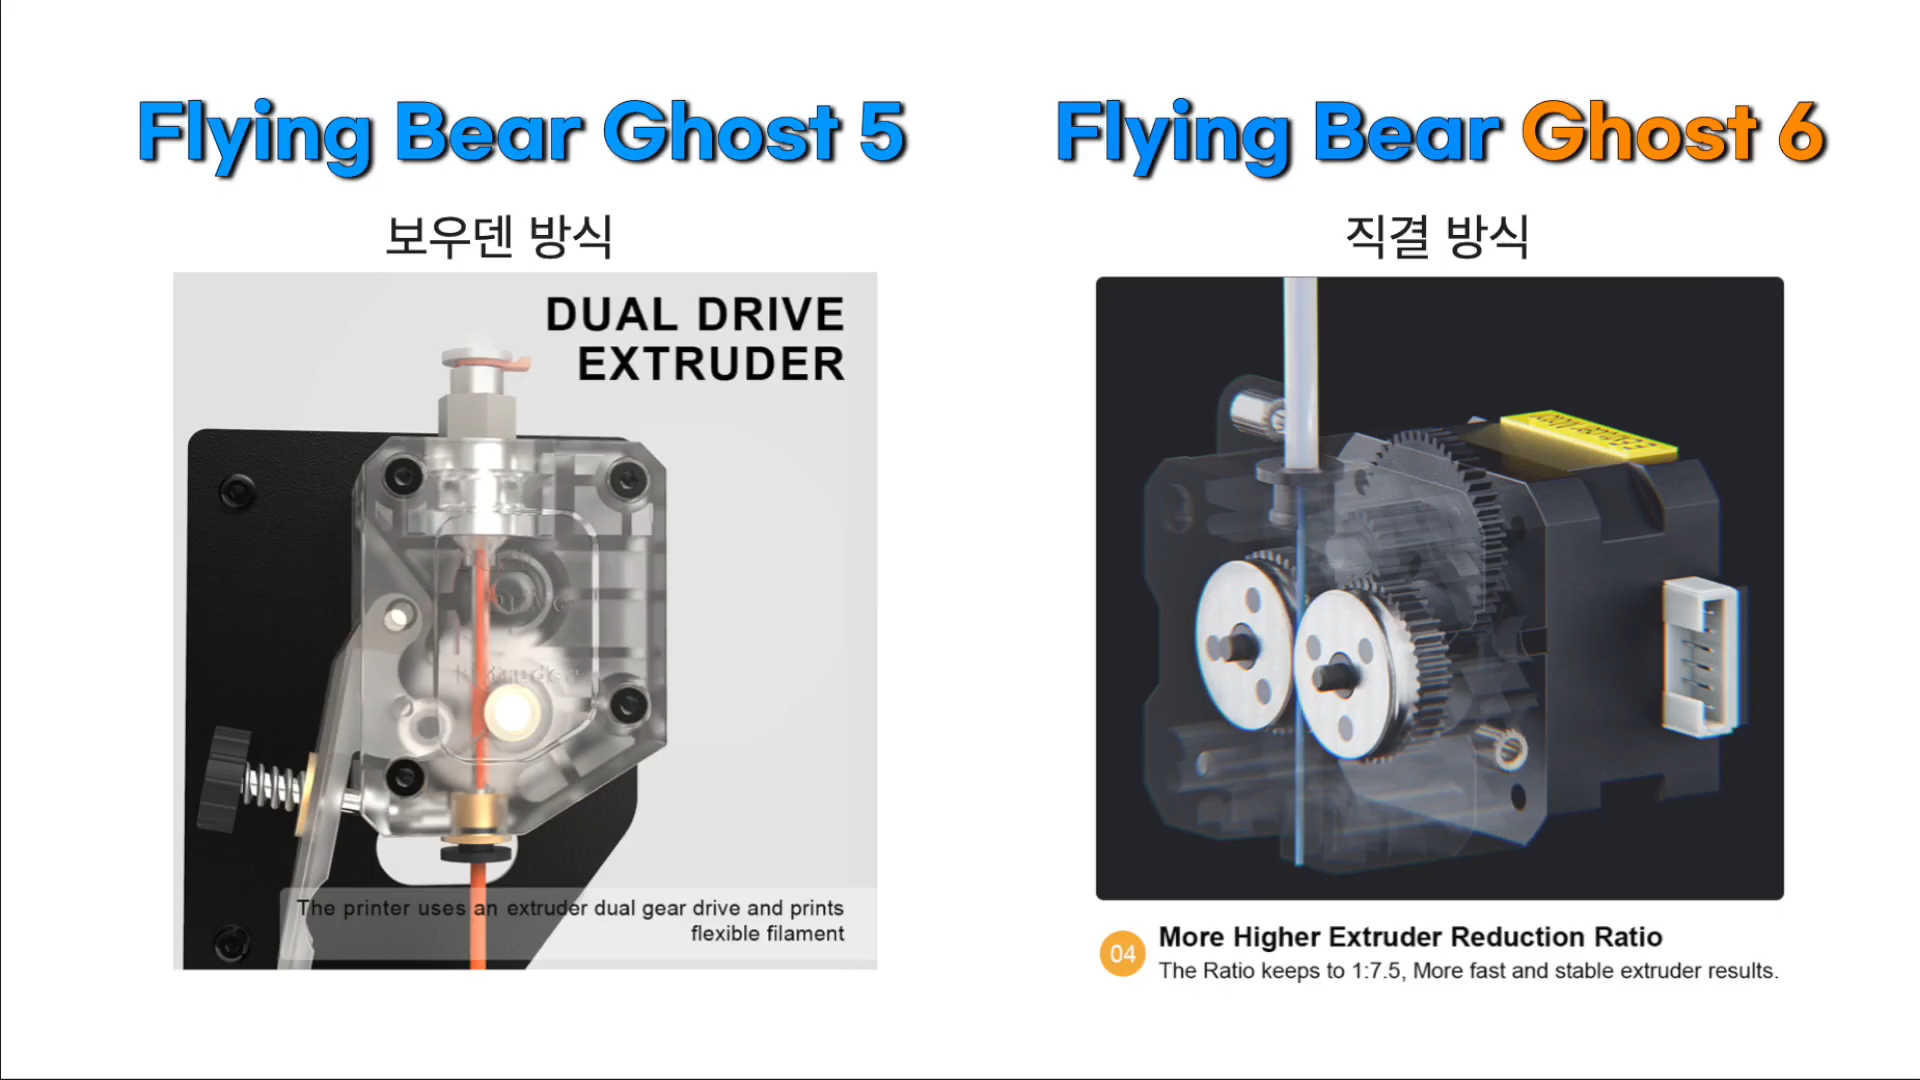 Flying Bear Ghost 5
보우덴 방식
DUAL DRIVE
EXTRUDER
The printer uses an extruder dual gear drive and prints
flexible filament
Flying Bear Ghost 6
직결 방식
04
More Higher Extruder Reduction Ratio
The Ratio keeps to 1:7.5, More fast and stable extruder results.